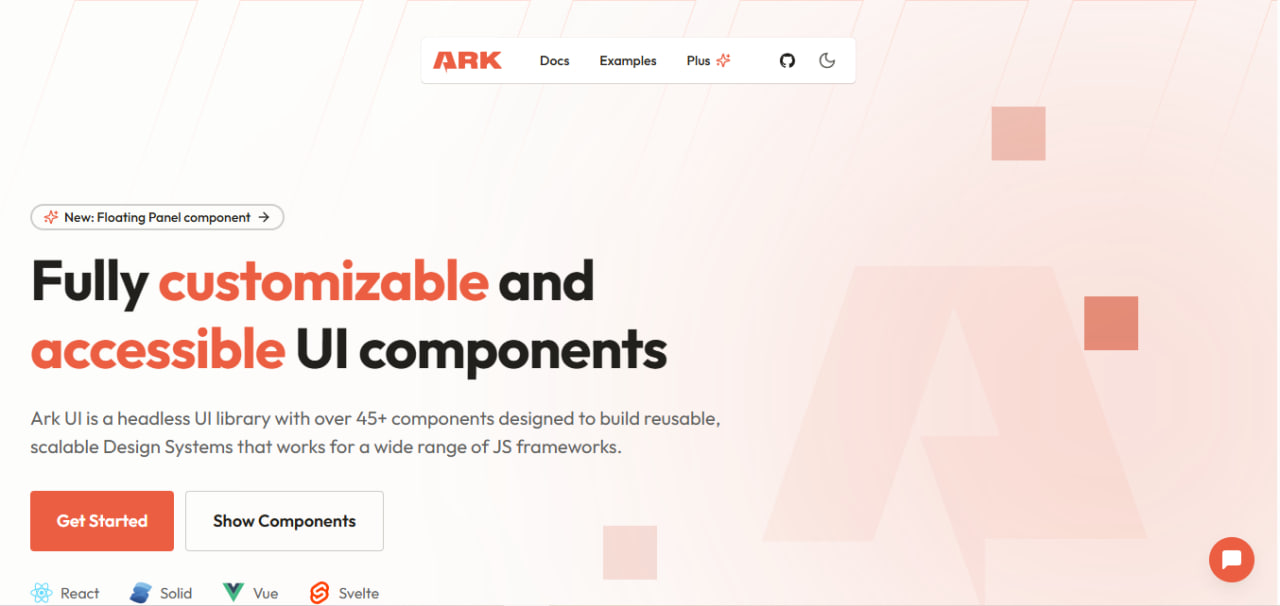 ARK Docs Examples Plus
New: Floating Panel component
Fully customizable and
accessible UI components
Ark UI is a headless UI library with over 45+ components designed to build reusable,
scalable Design Systems that works for a wide range of JS frameworks.
Get Started Show Components
React Solid Vue Svelte